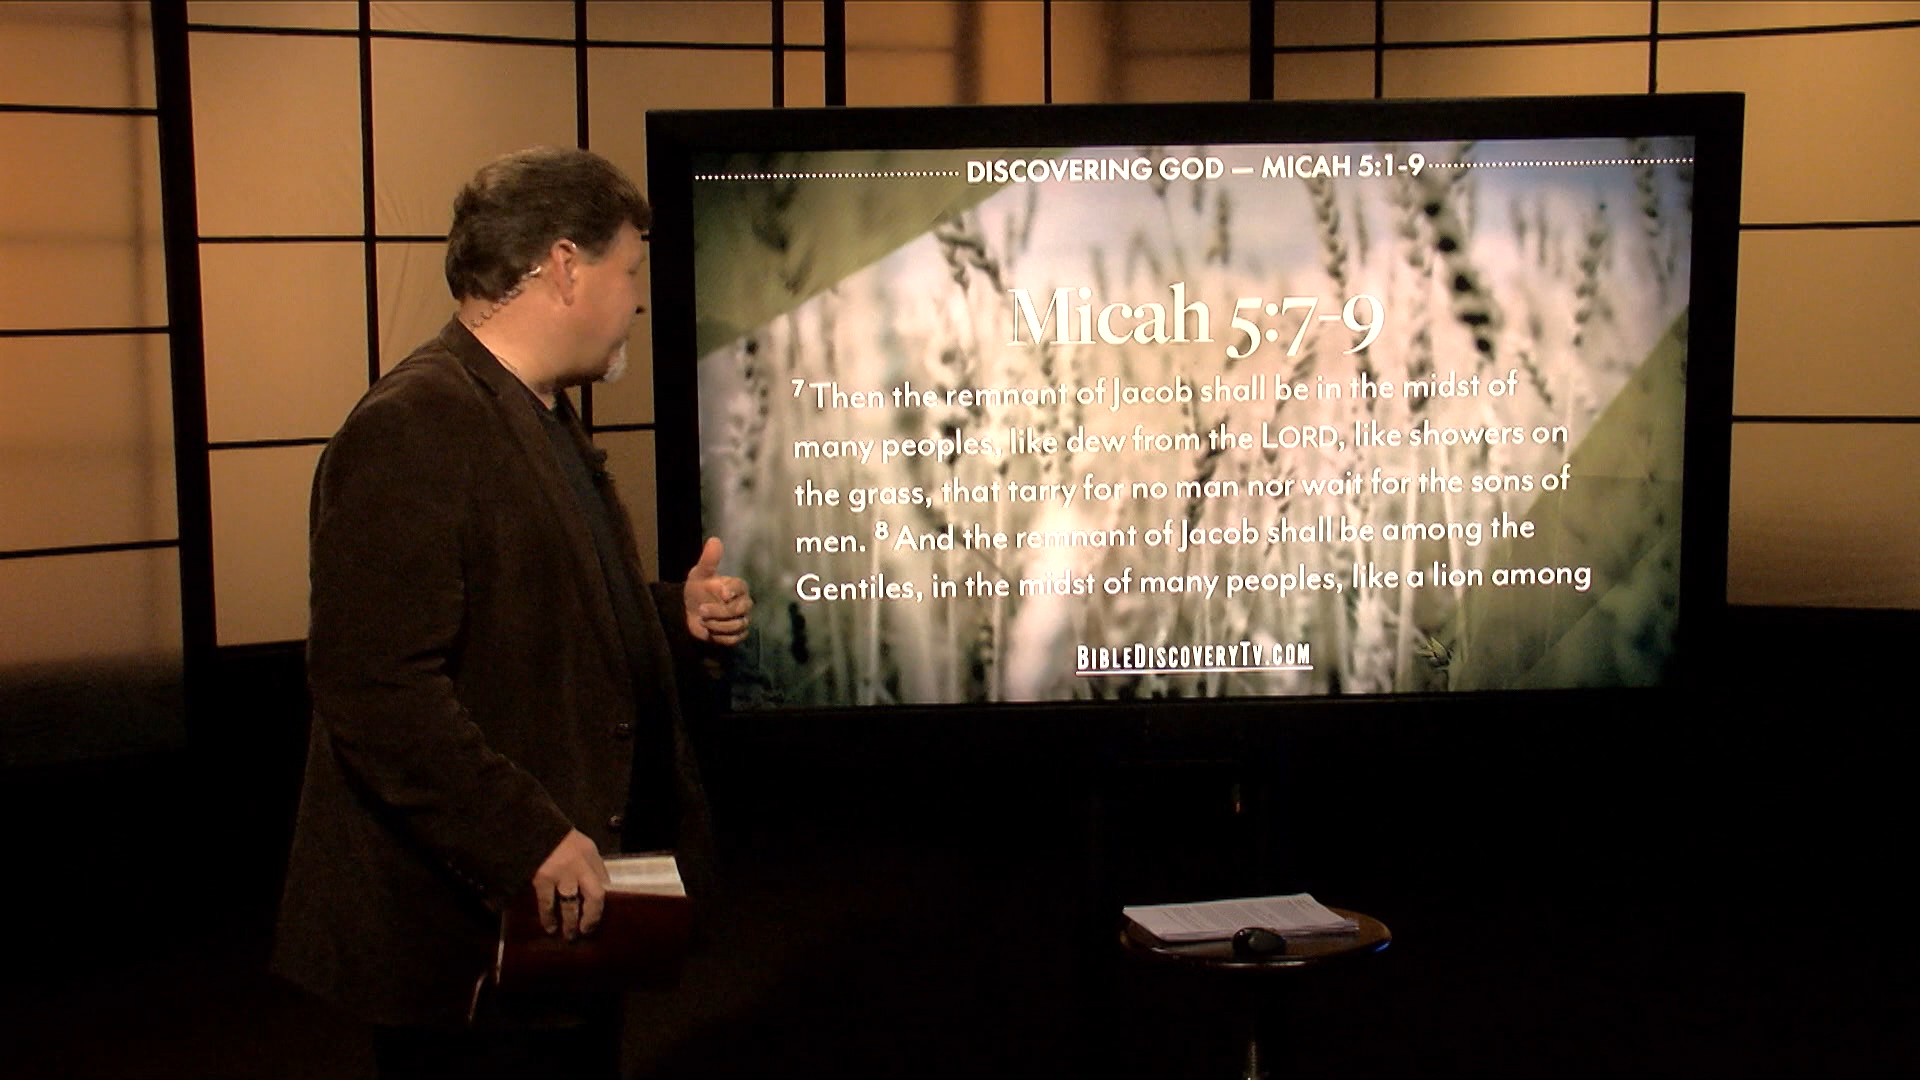 DISCOVERING GOD — MICAH 5:1-9
Micah 5:7-9
7 Then the remnant of Jacob shall be in the midst of
many peoples, like dew from the LORD, like showers on
the grass, that tarry for no man nor wait for the sons of
men. 8 And the remnant of Jacob shall be among the
Gentiles, in the midst of many peoples, like a lion among
BIBLEDISCOVERYTV.COM